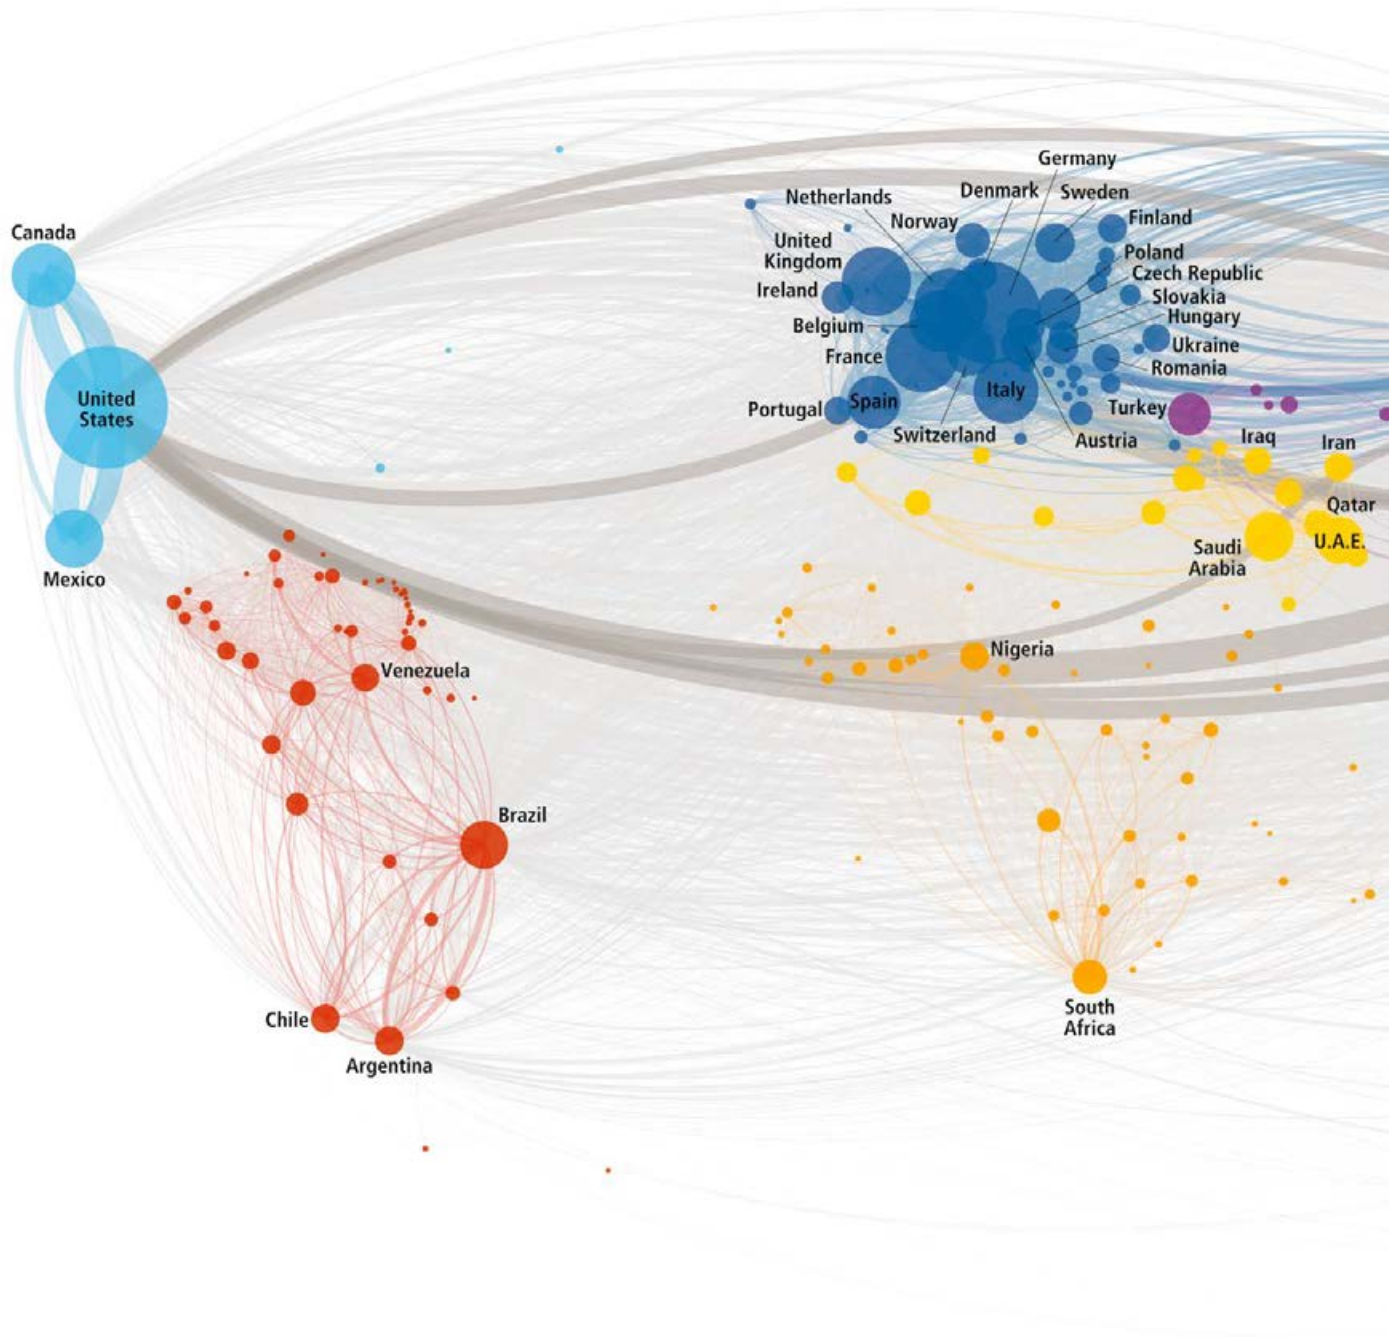 Canada
United
States
Mexico
Germany
Netherlands
Denmark
Sweden
Norway
Finland
United
Kingdom
Poland
Czech Republic
Ireland
Slovakia
Hungary
Belgium
Ukraine
France
Romania
Italy
Spain
Portugal
Turkey
Switzerland
Austria
Iraq
Iran
Qatar
Saudi
Arabia
U.A.E.
Nigeria
Venezuela
Brazil
South
Africa
Chile
Argentina